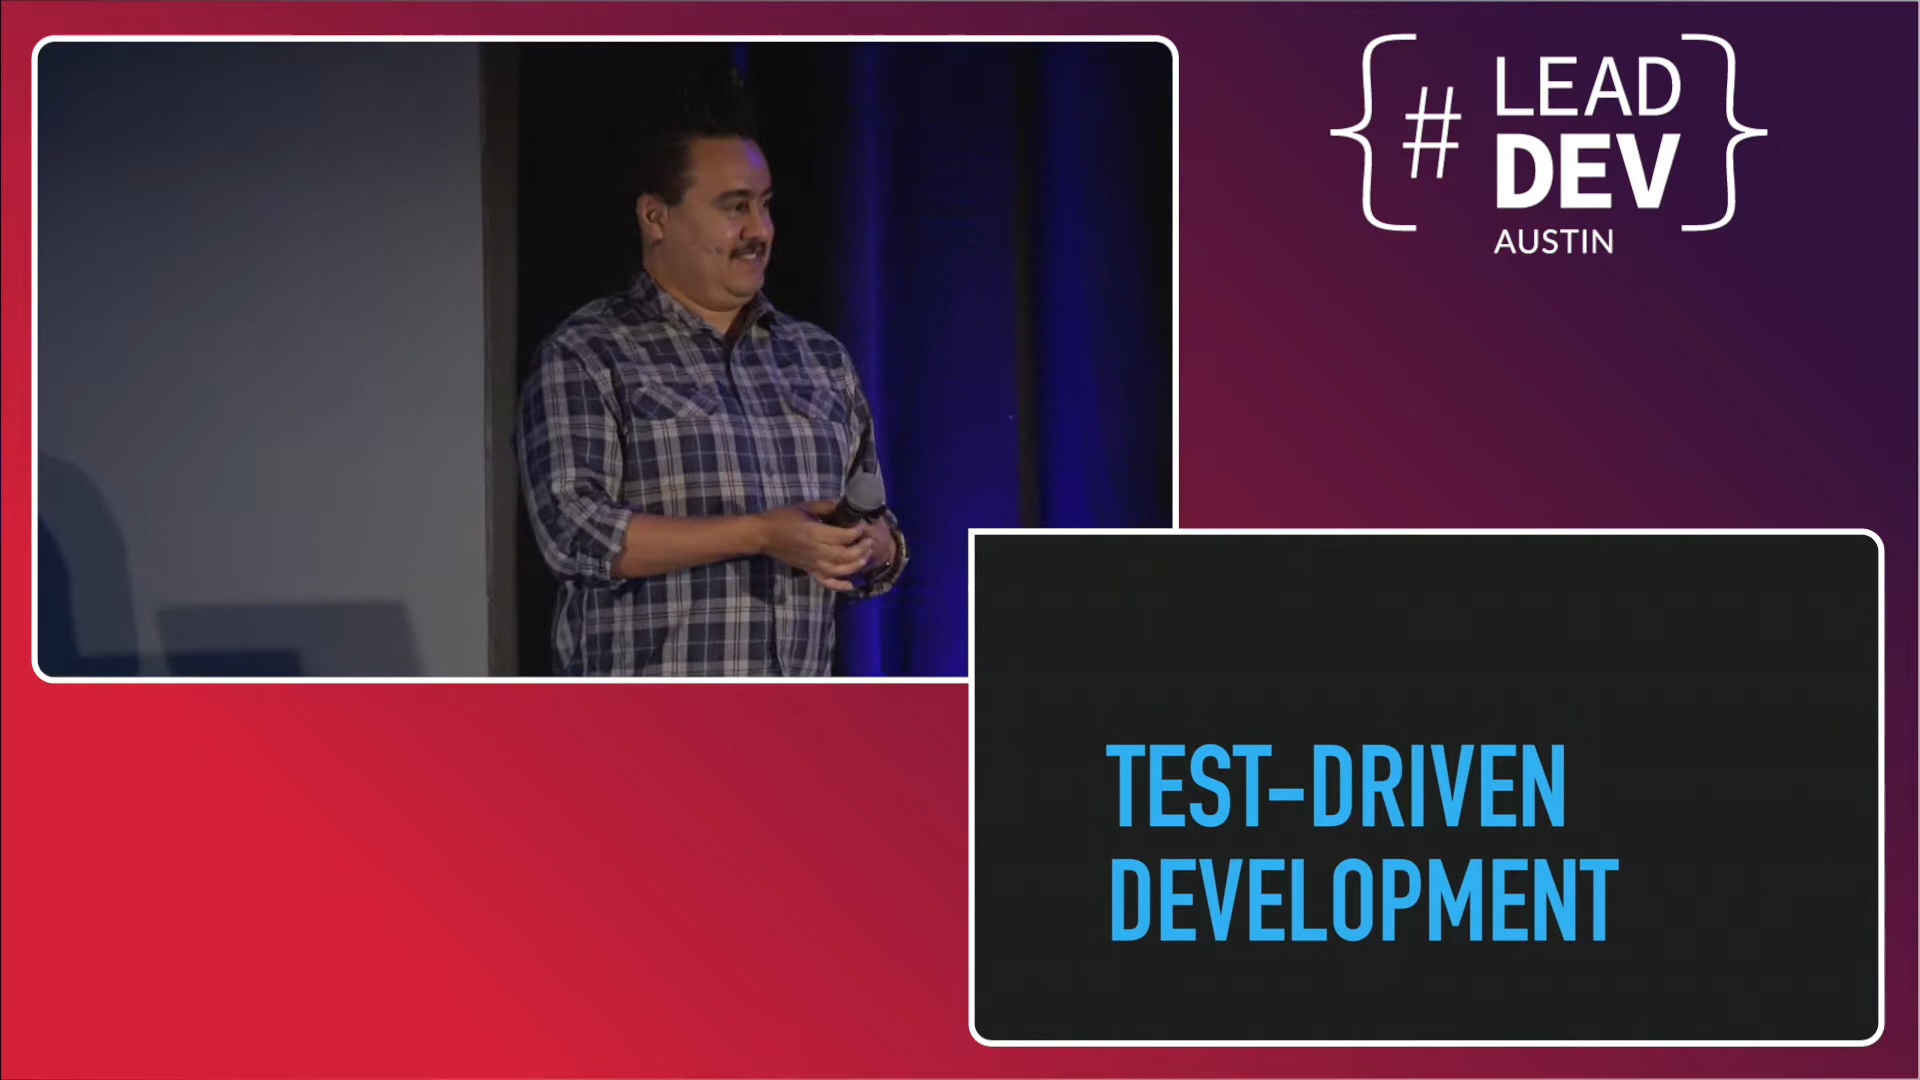 {# LEAD
DEV}
AUSTIN
TEST-DRIVEN
DEVELOPMENT